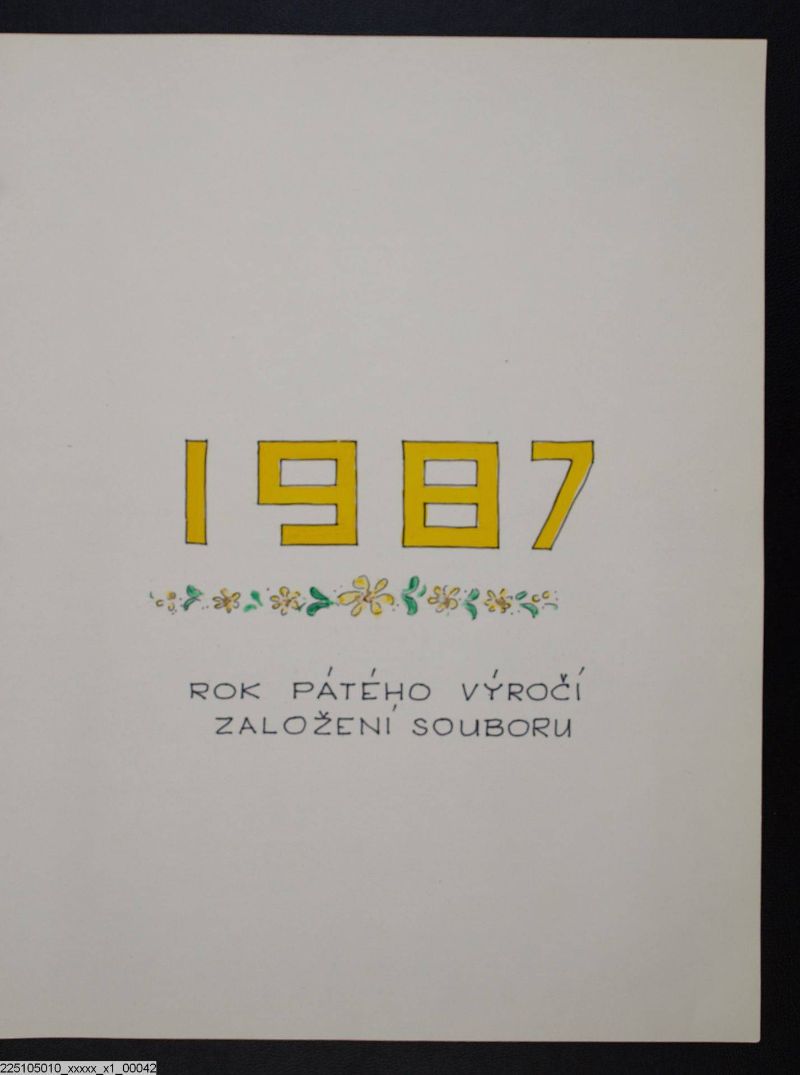 1987
ROK PÁTÉHO VÝROČÍ
ZALOŽENÍ SOUBORU
225105010_xxxxx_x1_00042